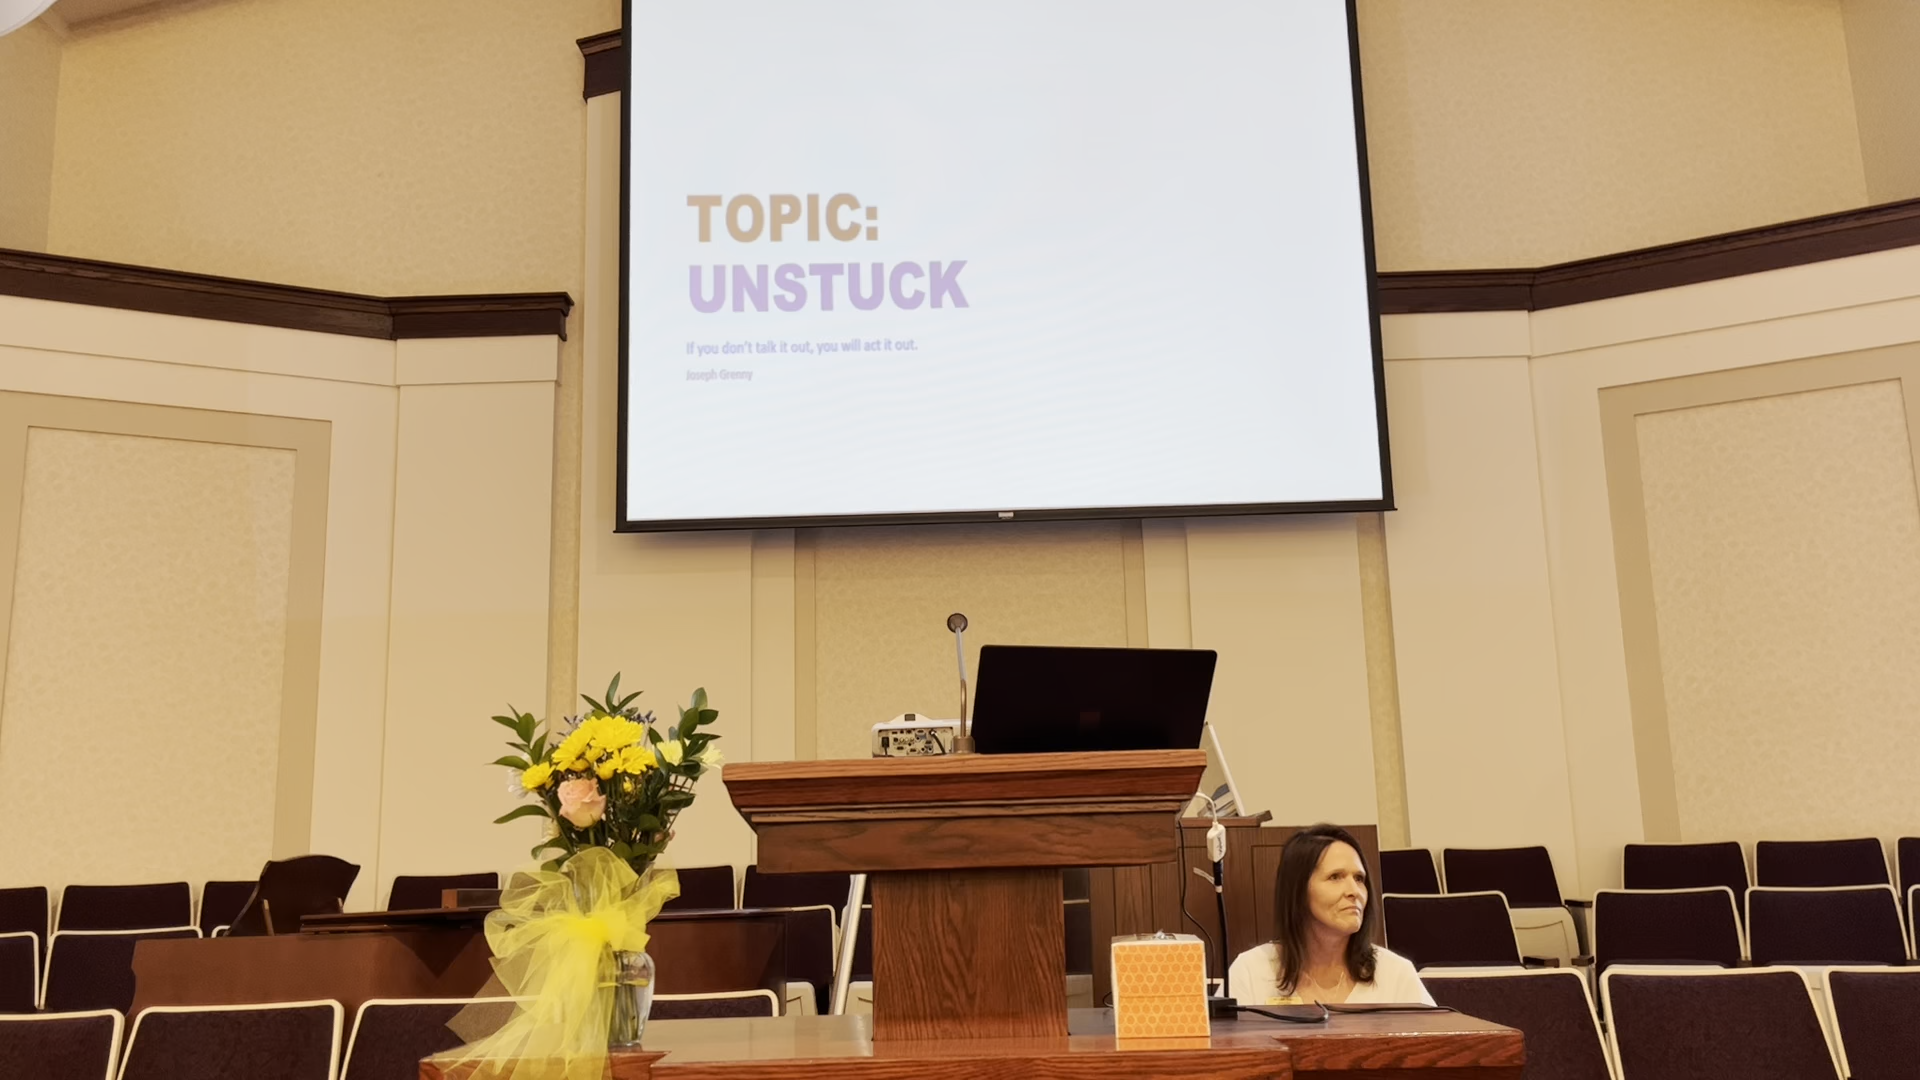 TOPIC:
UNSTUCK
If you don't talk it out, you will act it out.
Joseph Grenny